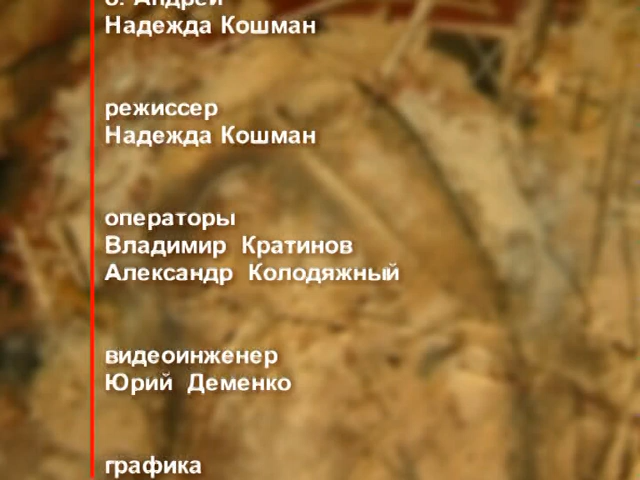 о. Андрей
Надежда Кошман
режиссер
Надежда Кошман
операторы
Владимир Кратинов
Александр Колодяжный
видеоинженер
Юрий Деменко
графика